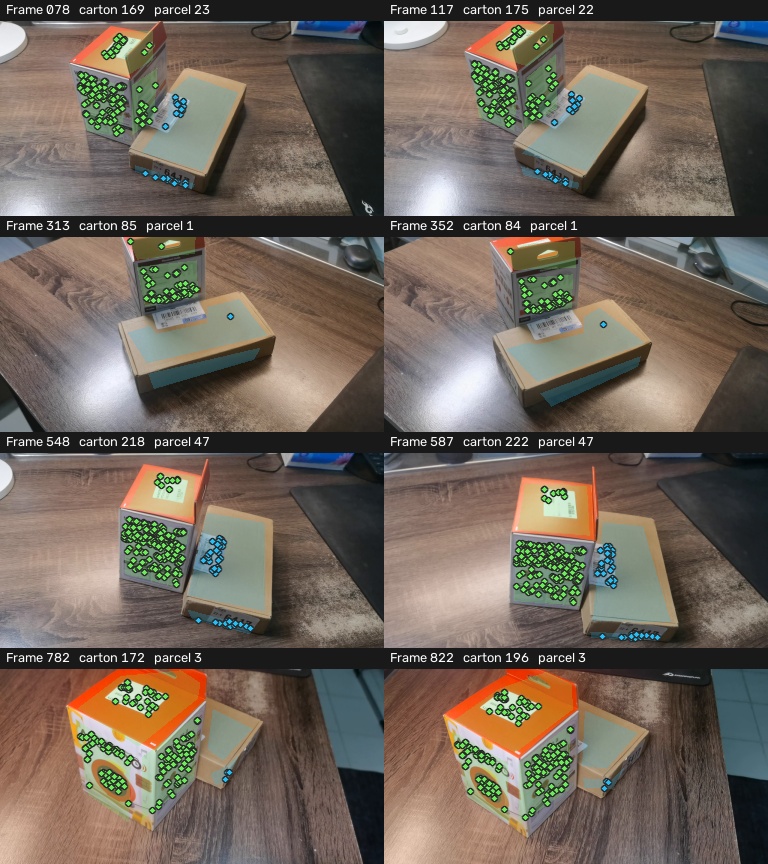 Frame 078 carton 169 parcel 23
Frame 117 carton 175 parcel 22
Frame 313 carton 85 parcel 1
Frame 352 carton 84 parcel 1
Frame 548 carton 218 parcel 47
Frame 587 carton 222 parcel 47
Frame 782 carton 172 parcel 3
Frame 822 carton 196 parcel 3